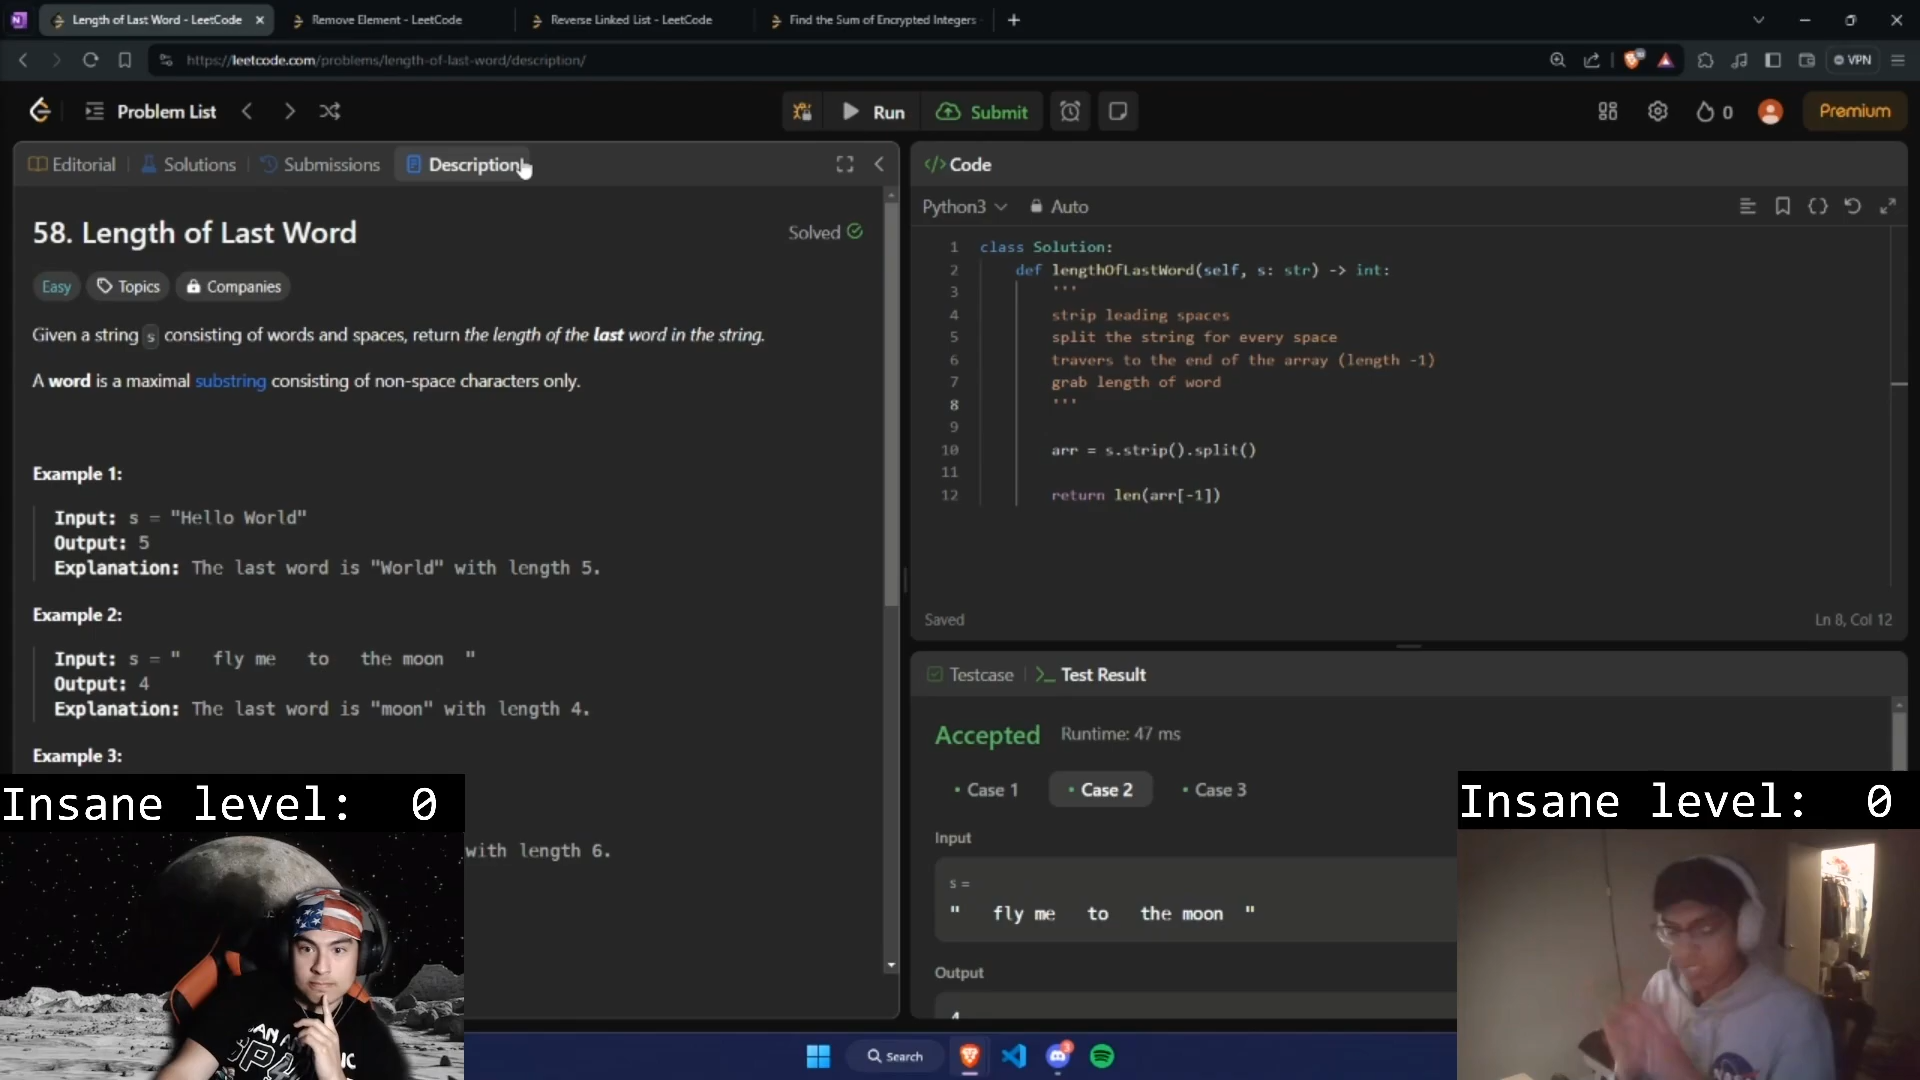 Length of Last Word - LeetCode
Remove Element - LeetCode
Reverse Linked List - LeetCode
Find the Sum of Encrypted Integers
https://leetcode.com/problems/length-of-last-word/description/
VPN
Problem List
Run
Submit
0
Premium
Editorial
Solutions
Submissions
Description
58. Length of Last Word
Solved
Easy
Topics
Companies
Given a string s consisting of words and spaces, return the length of the last word in the string.
A word is a maximal substring consisting of non-space characters only.
Example 1:
Input: s = "Hello World"
Output: 5
Explanation: The last word is "World" with length 5.
Example 2:
Input: s = "   fly me   to   the moon  "
Output: 4
Explanation: The last word is "moon" with length 4.
Example 3:
with length 6.
</> Code
Python3
Auto
1 class Solution:
2 def lengthOfLastWord(self, s: str) -> int:
3 '''
4 strip leading spaces
5 split the string for every space
6 travers to the end of the array (length -1)
7 grab length of word
8 '''
9
10 arr = s.strip().split()
11
12 return len(arr[-1])
Saved
Ln 8, Col 12
Testcase
>_ Test Result
Accepted
Runtime: 47 ms
Case 1
Case 2
Case 3
Input
s =
"   fly me   to   the moon  "
Output
4
Insane level: 0
Insane level: 0
Search